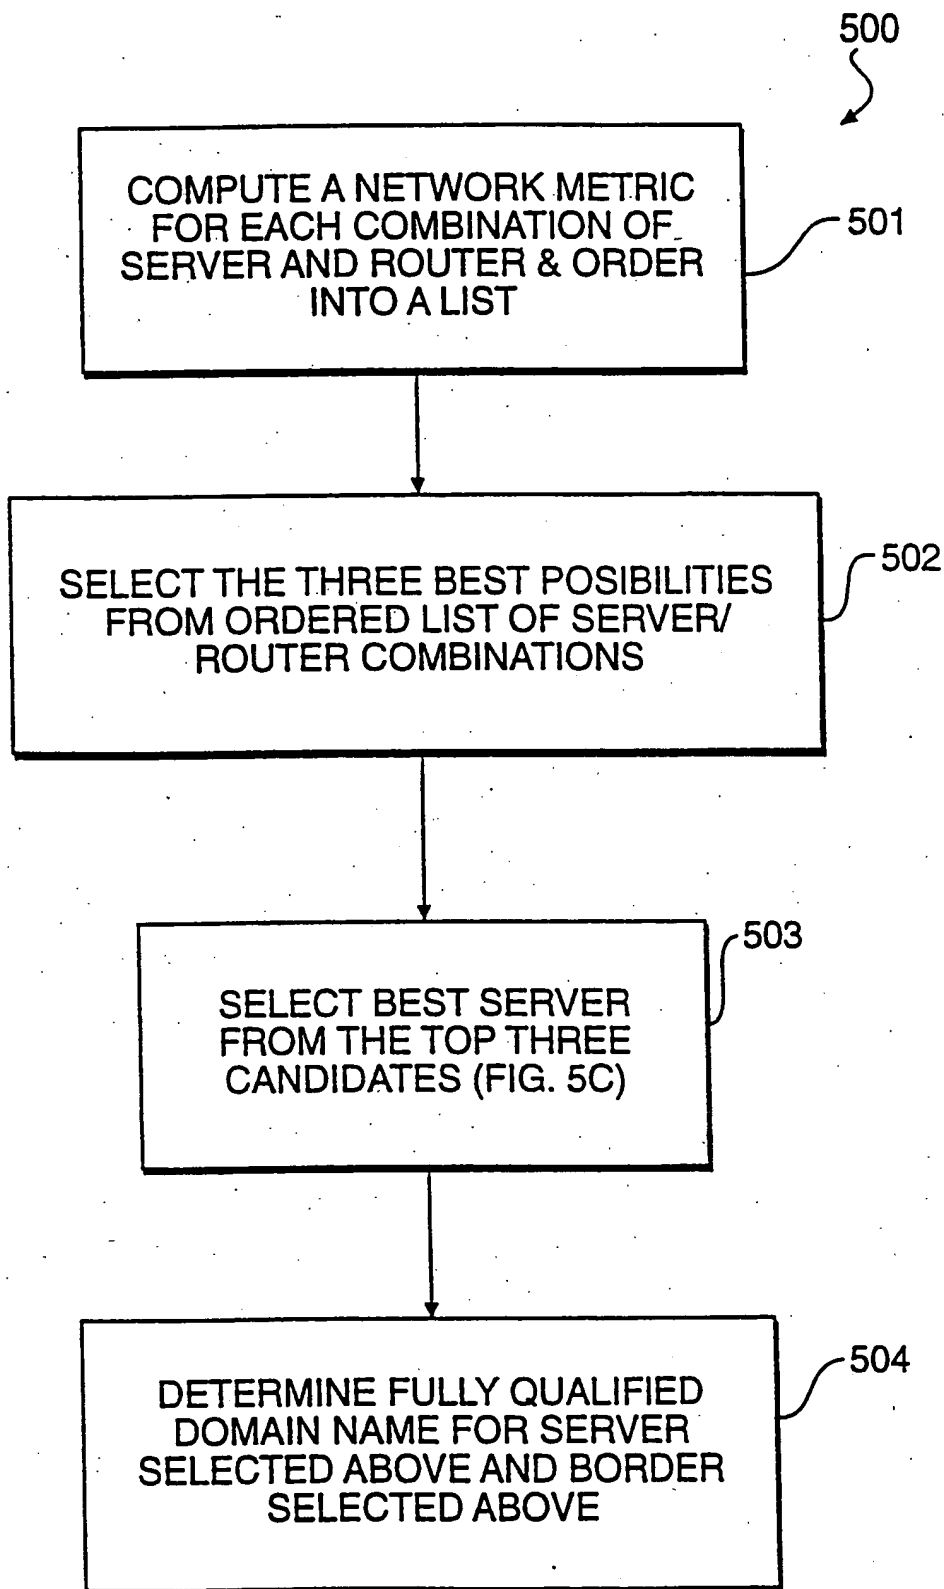 500
COMPUTE A NETWORK METRIC
FOR EACH COMBINATION OF
SERVER AND ROUTER & ORDER
INTO A LIST
501
SELECT THE THREE BEST POSIBILITIES
FROM ORDERED LIST OF SERVER/
ROUTER COMBINATIONS
502
SELECT BEST SERVER
FROM THE TOP THREE
CANDIDATES (FIG. 5C)
503
DETERMINE FULLY QUALIFIED
DOMAIN NAME FOR SERVER
SELECTED ABOVE AND BORDER
SELECTED ABOVE
504